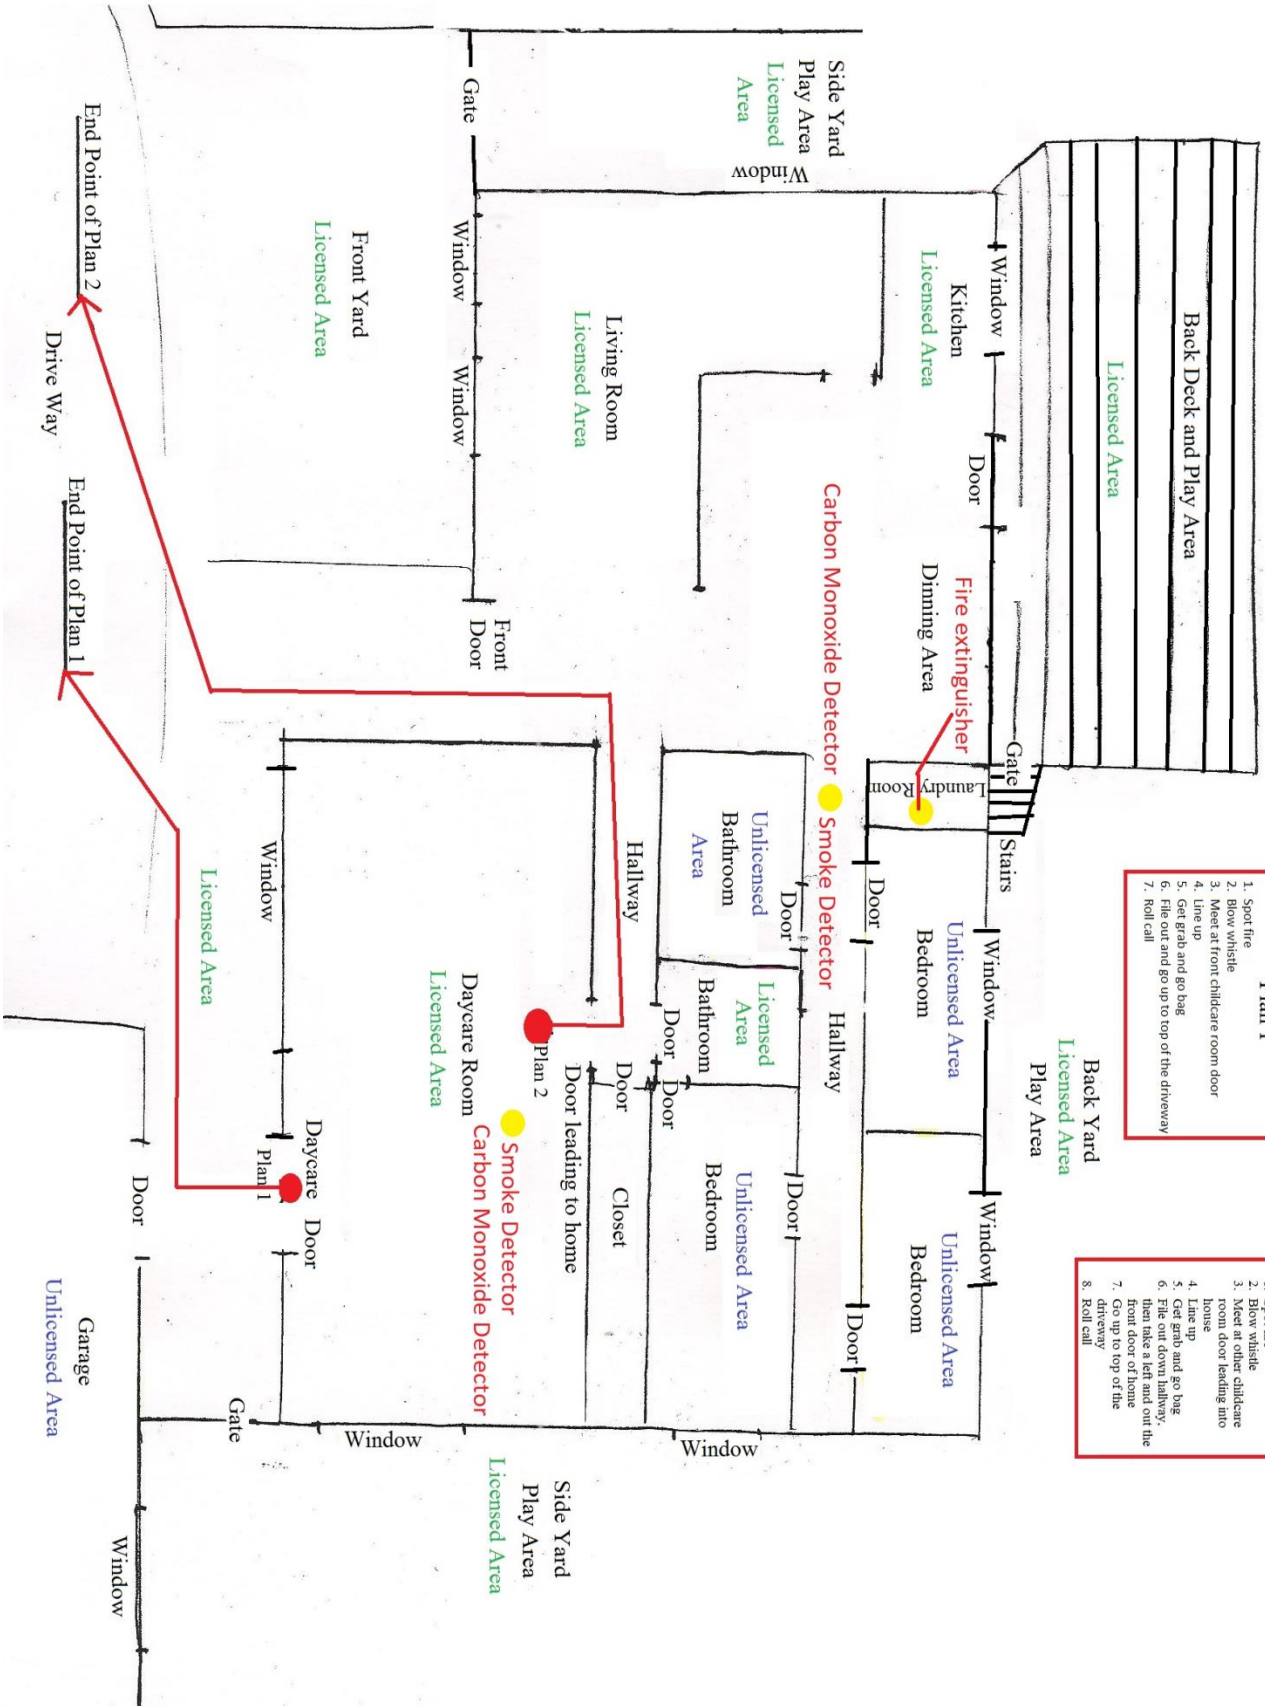 1. Spot fire
2. Blow whistle
3. Meet at front childcare room door
4. Line up
5. Get grab and go bag
6. File out and go up to top of the driveway
7. Roll call
2. Blow whistle
3. Meet at other childcare
room door leading into
house
4. Line up
5. Get grab and go bag
6. File out down hallway,
then take a left and out the
front door of home
7. Go up to top of the
driveway
8. Roll call
Back Deck and Play Area
Licensed Area
Back Yard
Licensed Area
Play Area
Window
Door
Gate
Stairs
Window
Window
Kitchen
Licensed Area
Fire extinguisher
Dinning Area
Laundry Room
Unlicensed Area
Bedroom
Unlicensed Area
Bedroom
Door
Door
Side Yard
Play Area
Licensed
Area
Window
Carbon Monoxide Detector
Smoke Detector
Hallway
Door
Door
Unlicensed
Bathroom
Area
Licensed
Area
Bathroom
Unlicensed Area
Bedroom
Window
Door
Door
Hallway
Door
Closet
Living Room
Licensed Area
Door leading to home
Plan 2
Side Yard
Play Area
Licensed Area
Smoke Detector
Carbon Monoxide Detector
Daycare Room
Licensed Area
Window
Gate
Window
Window
Front
Door
Front Yard
Licensed Area
Window
Daycare Door
Plan 1
Gate
Licensed Area
Door
Window
End Point of Plan 2
End Point of Plan 1
Drive Way
Garage
Unlicensed Area